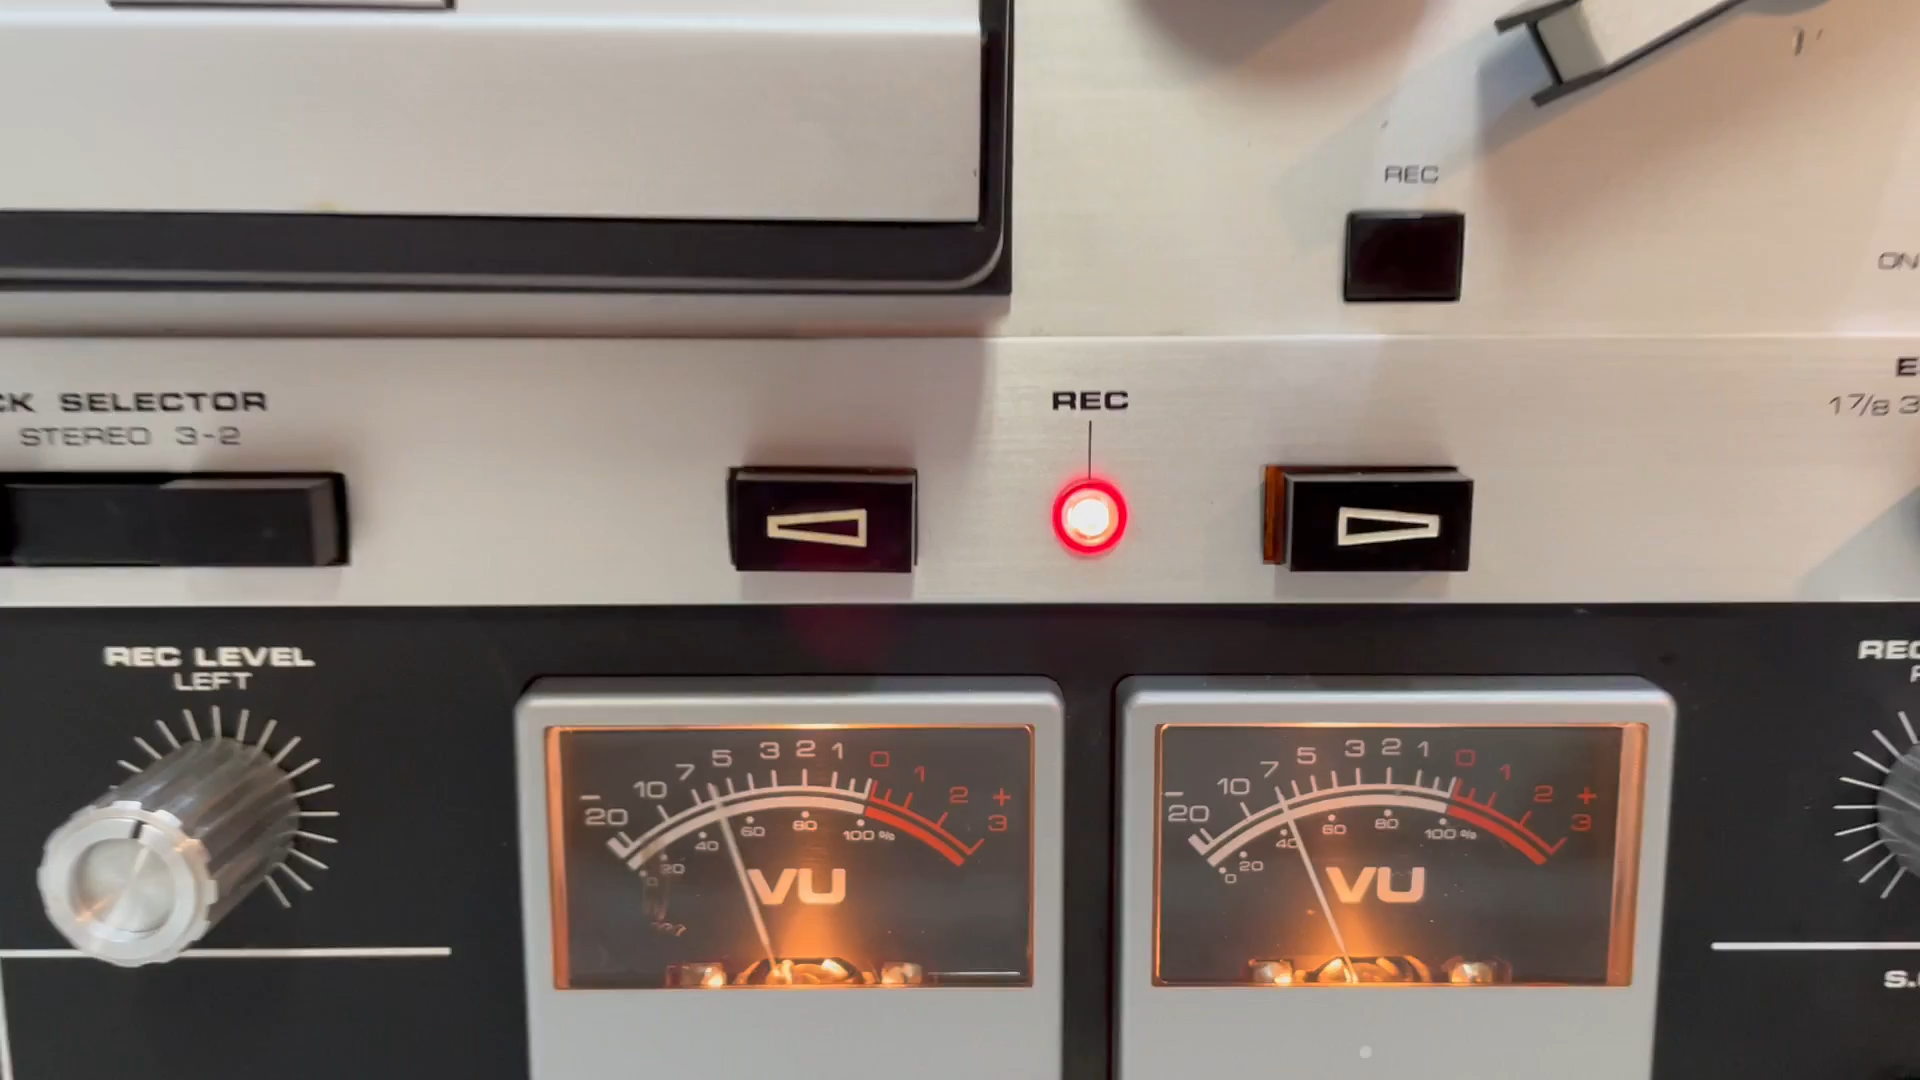 REC
ON
CK SELECTOR
STEREO 3-2
REC
1 7/8 3
REC LEVEL
LEFT
REC
- 20 10 7 5 3 2 1 0 1 2 3 +
0 20 40 60 80 100 %
VU
- 20 10 7 5 3 2 1 0 1 2 3 +
0 20 40 60 80 100 %
VU
S.